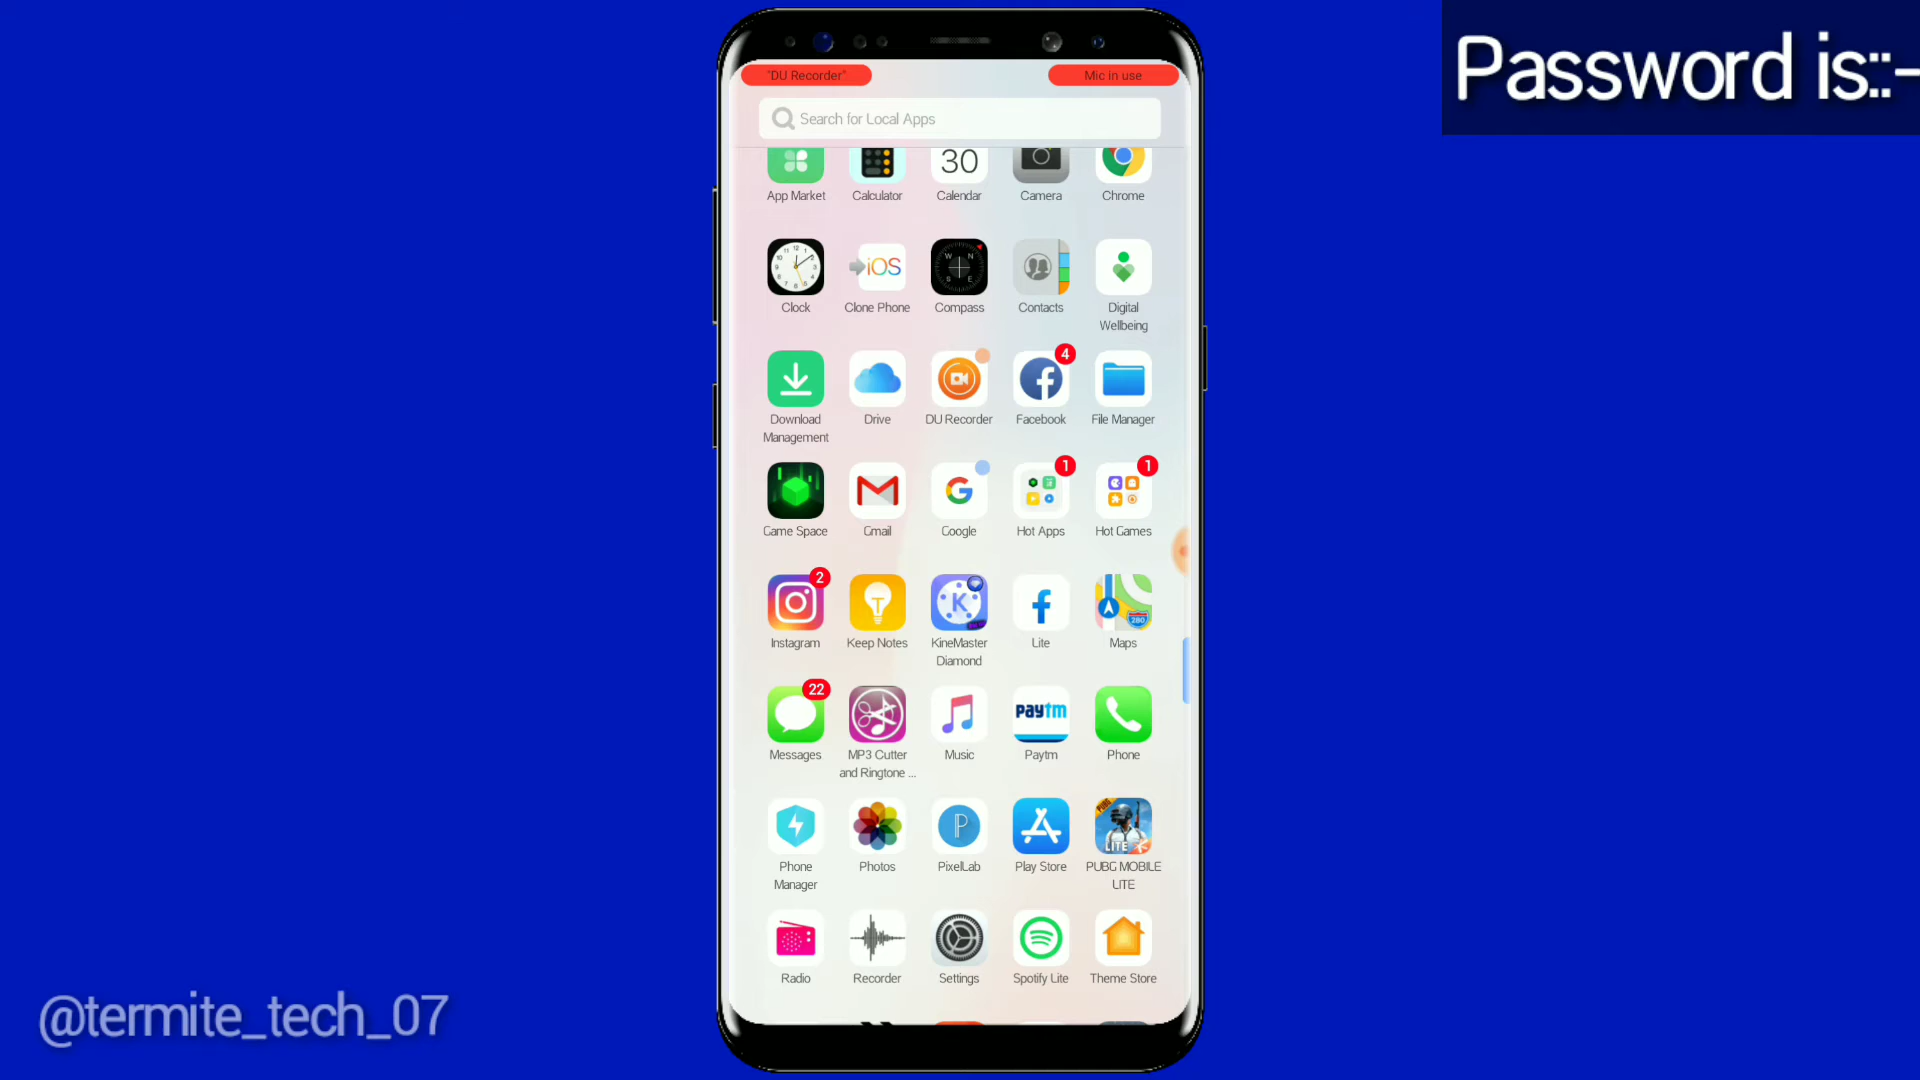 Password is::-
"DU Recorder"
Mic in use
Search for Local Apps
30
App Market
Calculator
Calendar
Camera
Chrome
iOS
W N
S E
Clock
Clone Phone
Compass
Contacts
Digital
Wellbeing
4
Download
Management
Drive
DU Recorder
Facebook
File Manager
1
1
Game Space
Gmail
Google
Hot Apps
Hot Games
2
K
280
Instagram
Keep Notes
KineMaster
Diamond
Lite
Maps
22
paytm
Messages
MP3 Cutter
and Ringtone ...
Music
Paytm
Phone
PUBG
P
LITE
Phone
Manager
Photos
PixelLab
Play Store
PUBG MOBILE
LITE
Radio
Recorder
Settings
Spotify Lite
Theme Store
@termite_tech_07